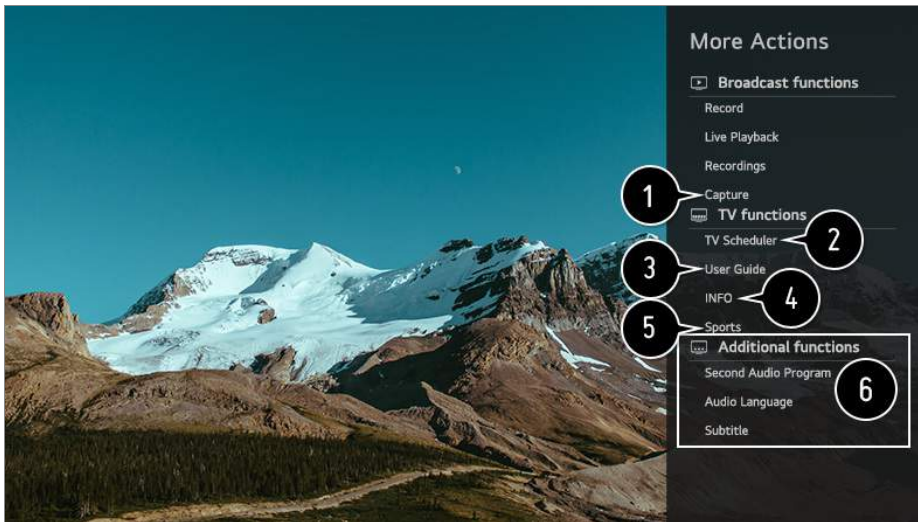 More Actions
Broadcast functions
Record
Live Playback
Recordings
1 Capture
TV functions
TV Scheduler 2
3 User Guide
INFO 4
5 Sports
Additional functions
Second Audio Program
6
Audio Language
Subtitle